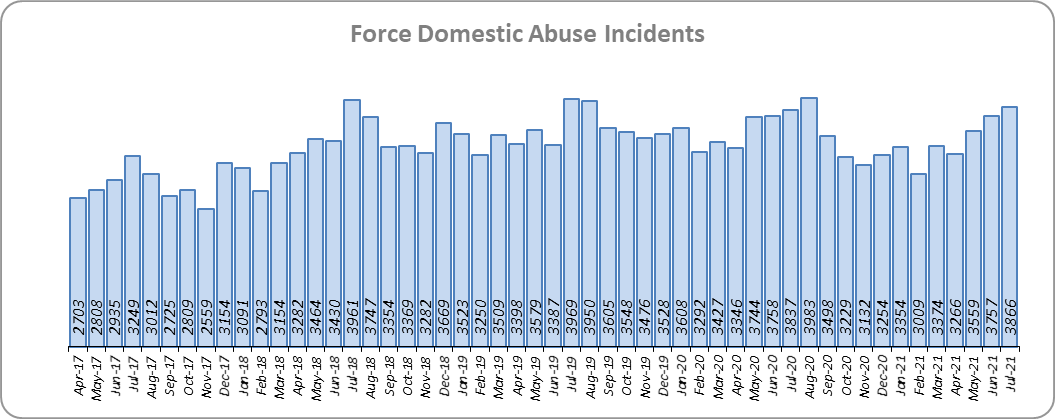 Force Domestic Abuse Incidents
2703
2808
2935
3249
3012
2725
2809
2559
3154
3091
2793
3154
3282
3464
3430
3961
3747
3354
3369
3282
3669
3523
3250
3509
3398
3579
3387
3969
3950
3605
3548
3476
3528
3608
3292
3427
3346
3744
3758
3837
3983
3498
3229
3132
3254
3354
3009
3374
3266
3559
3757
3866
Apr-17
May-17
Jun-17
Jul-17
Aug-17
Sep-17
Oct-17
Nov-17
Dec-17
Jan-18
Feb-18
Mar-18
Apr-18
May-18
Jun-18
Jul-18
Aug-18
Sep-18
Oct-18
Nov-18
Dec-18
Jan-19
Feb-19
Mar-19
Apr-19
May-19
Jun-19
Jul-19
Aug-19
Sep-19
Oct-19
Nov-19
Dec-19
Jan-20
Feb-20
Mar-20
Apr-20
May-20
Jun-20
Jul-20
Aug-20
Sep-20
Oct-20
Nov-20
Dec-20
Jan-21
Feb-21
Mar-21
Apr-21
May-21
Jun-21
Jul-21